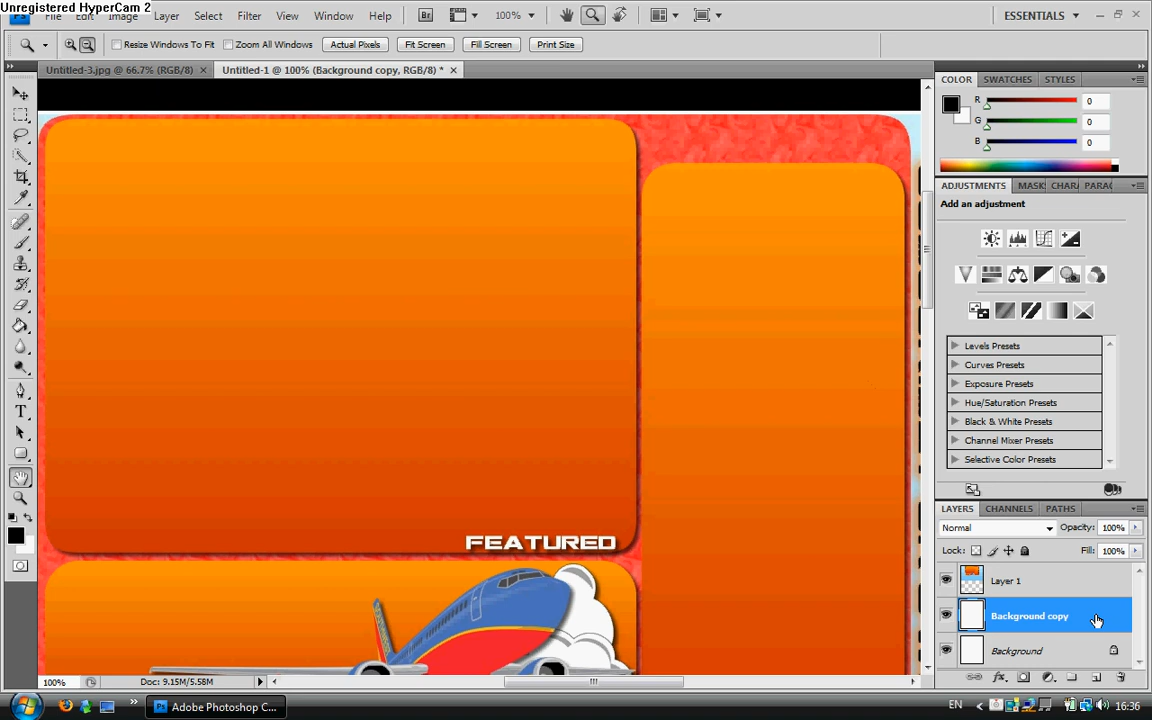 Unregistered HyperCam 2
File Edit Image Layer Select Filter View Window Help
Br 100% ESSENTIALS
Resize Windows To Fit Zoom All Windows Actual Pixels Fit Screen Fill Screen Print Size
Untitled-3.jpg @ 66.7% (RGB/8) × Untitled-1 @ 100% (Background copy, RGB/8) * ×
COLOR SWATCHES STYLES
R 0
G 0
B 0
ADJUSTMENTS MASK CHAR PARAG
Add an adjustment
Levels Presets
Curves Presets
Exposure Presets
Hue/Saturation Presets
Black & White Presets
Channel Mixer Presets
Selective Color Presets
LAYERS CHANNELS PATHS
Normal Opacity: 100%
Lock: Fill: 100%
Layer 1
Background copy
Background
FEATURED
100% Doc: 9.15M/5.58M
Ps Adobe Photoshop C... EN 16:36